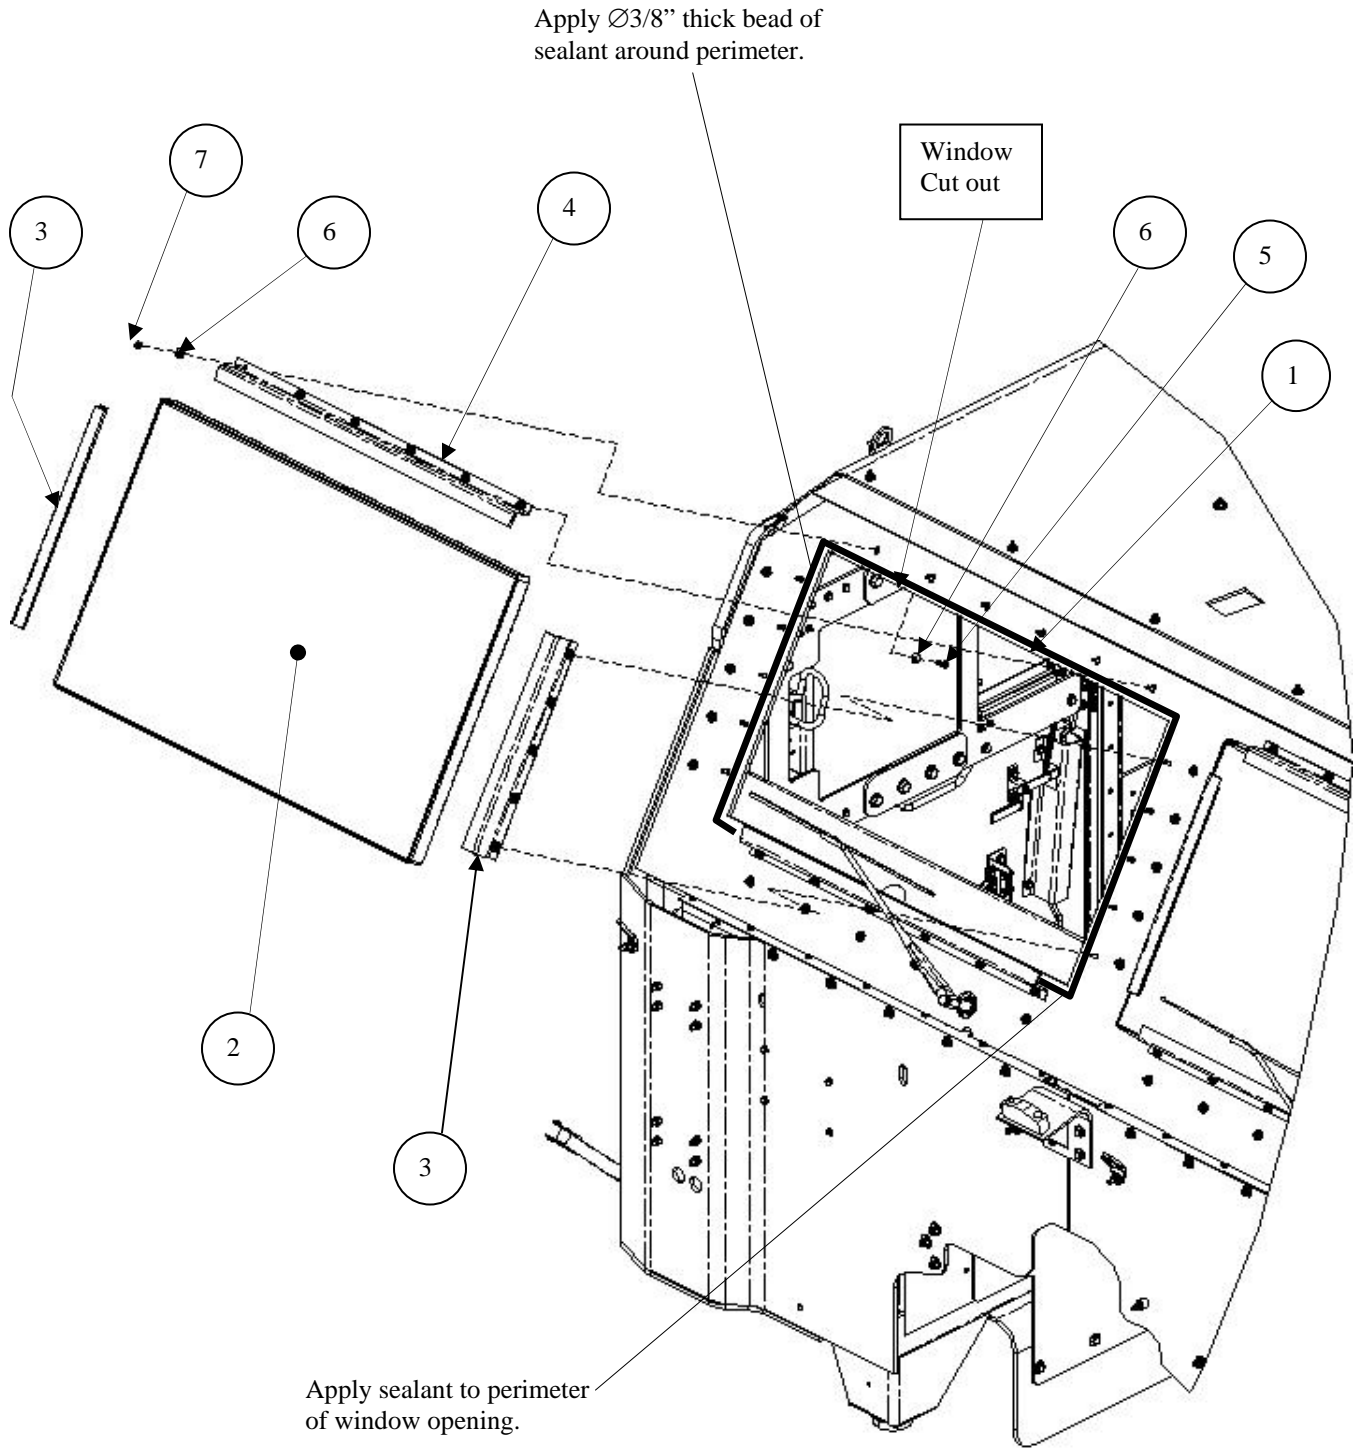 Apply ∅3/8” thick bead of
sealant around perimeter.
Window
Cut out
7
3
6
4
6
5
1
2
3
Apply sealant to perimeter
of window opening.